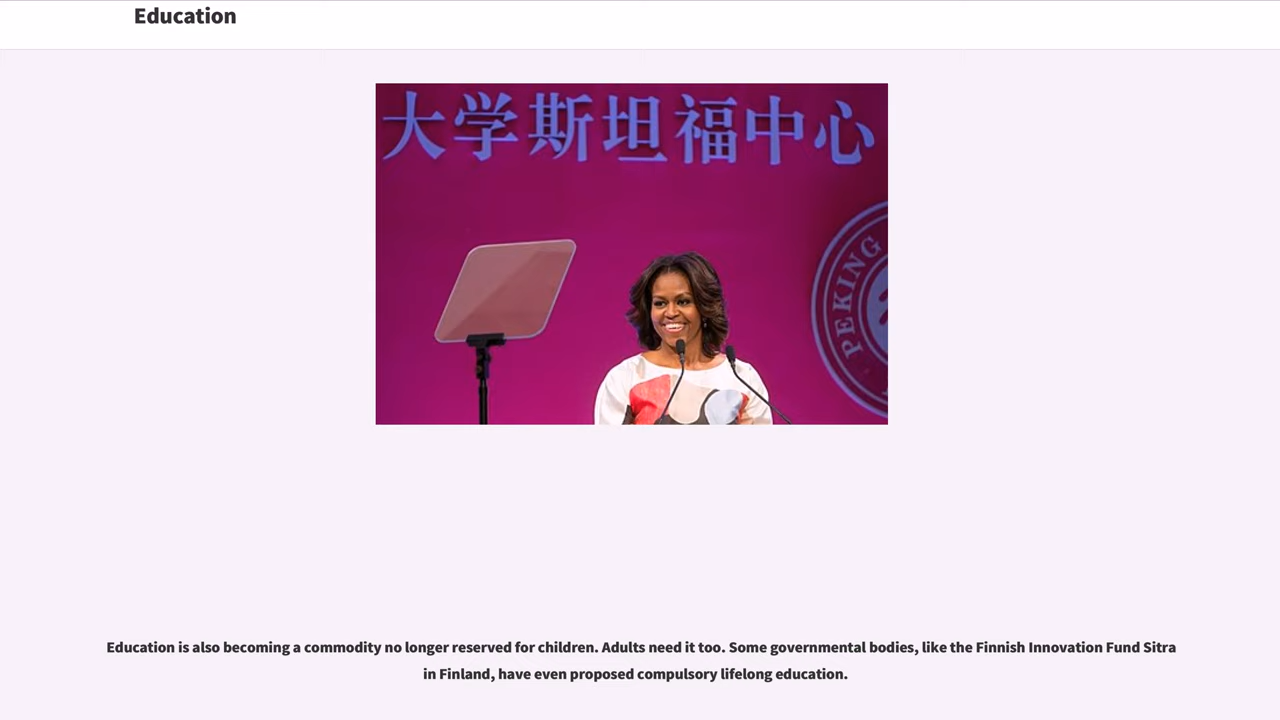 Education
大学斯坦福中心
PEKING
Education is also becoming a commodity no longer reserved for children. Adults need it too. Some governmental bodies, like the Finnish Innovation Fund Sitra
in Finland, have even proposed compulsory lifelong education.